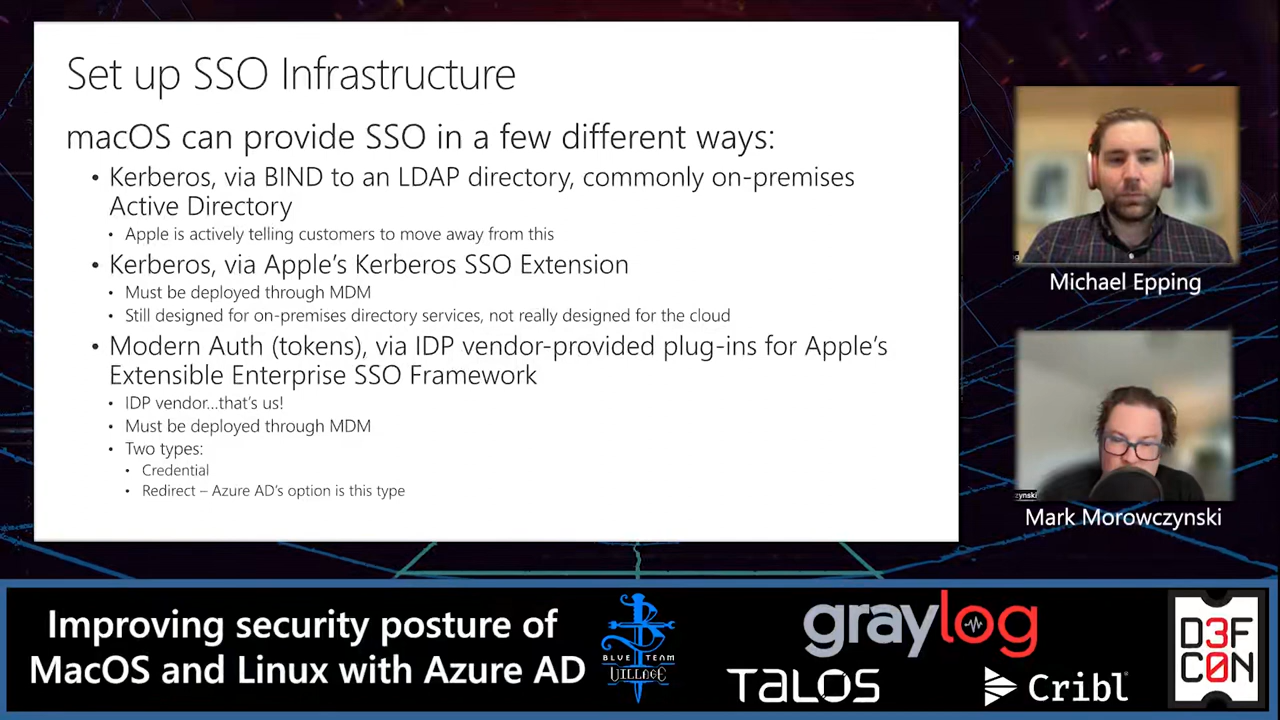 Set up SSO Infrastructure
macOS can provide SSO in a few different ways:
• Kerberos, via BIND to an LDAP directory, commonly on-premises
Active Directory
• Apple is actively telling customers to move away from this
• Kerberos, via Apple's Kerberos SSO Extension
• Must be deployed through MDM
• Still designed for on-premises directory services, not really designed for the cloud
• Modern Auth (tokens), via IDP vendor-provided plug-ins for Apple's
Extensible Enterprise SSO Framework
• IDP vendor…that's us!
• Must be deployed through MDM
• Two types:
• Credential
• Redirect – Azure AD's option is this type
Michael Epping
zynski
Mark Morowczynski
Improving security posture of
MacOS and Linux with Azure AD
BLUE TEAM
VILLAGE
graylog
TALOS
Cribl
D3F
C0N